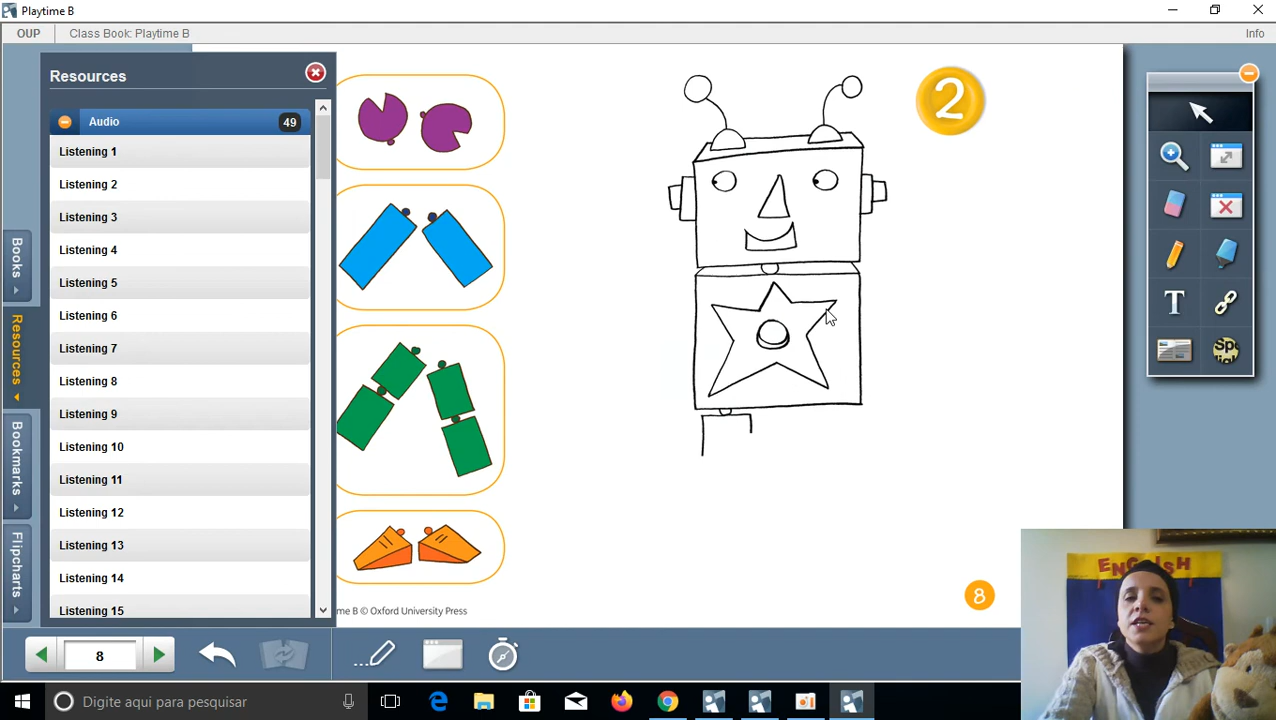 Playtime B
OUP
Class Book: Playtime B
Info
Resources
Audio
49
Listening 1
Listening 2
Listening 3
Listening 4
Listening 5
Listening 6
Listening 7
Listening 8
Listening 9
Listening 10
Listening 11
Listening 12
Listening 13
Listening 14
Listening 15
Books
Resources
Bookmarks
Flipcharts
2
T
me B © Oxford University Press
8
ENGLISH
8
Digite aqui para pesquisar